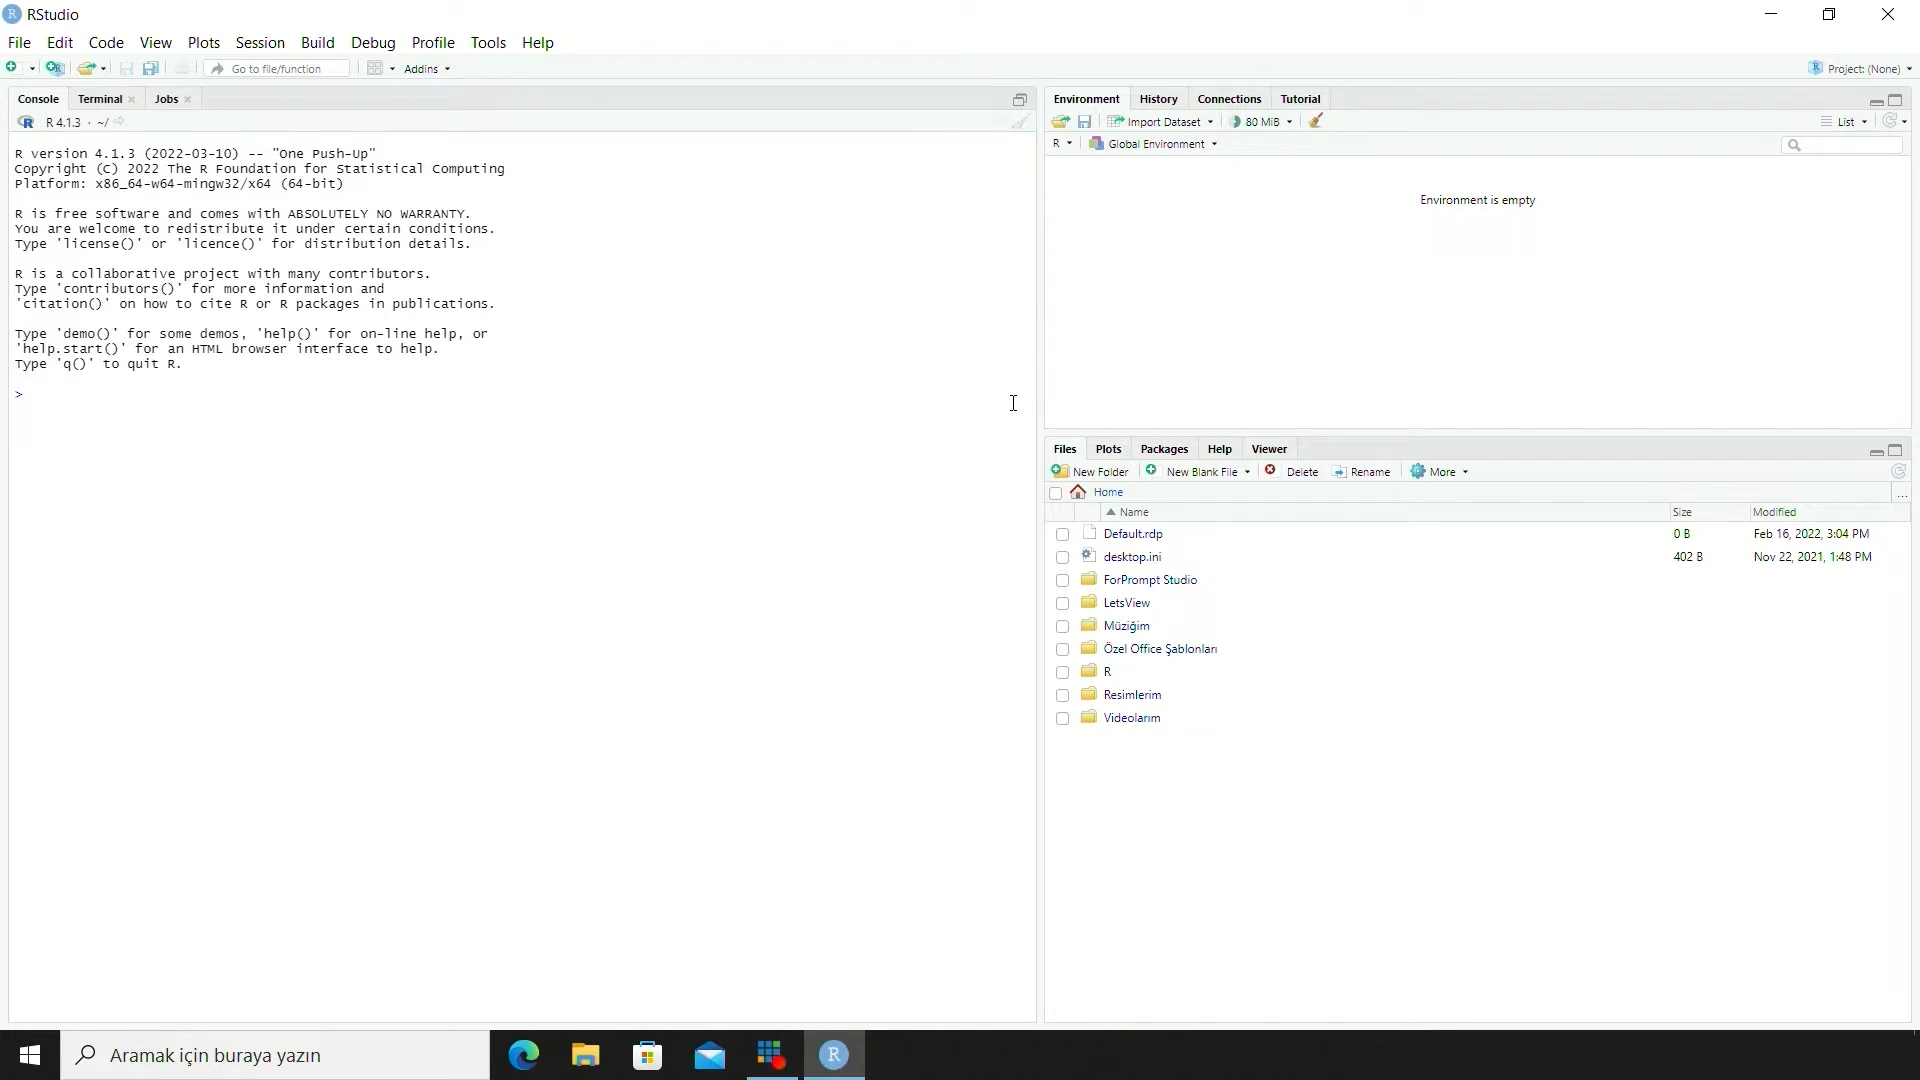 RStudio
File Edit Code View Plots Session Build Debug Profile Tools Help
Go to file/function Addins Project: (None)
Console Terminal Jobs
R 4.1.3 · ~/
R version 4.1.3 (2022-03-10) -- "One Push-Up"
Copyright (C) 2022 The R Foundation for Statistical Computing
Platform: x86_64-w64-mingw32/x64 (64-bit)
R is free software and comes with ABSOLUTELY NO WARRANTY.
You are welcome to redistribute it under certain conditions.
Type 'license()' or 'licence()' for distribution details.
R is a collaborative project with many contributors.
Type 'contributors()' for more information and
'citation()' on how to cite R or R packages in publications.
Type 'demo()' for some demos, 'help()' for on-line help, or
'help.start()' for an HTML browser interface to help.
Type 'q()' to quit R.
>
Environment History Connections Tutorial
Import Dataset 80 MiB List
R Global Environment
Environment is empty
Files Plots Packages Help Viewer
New Folder New Blank File Delete Rename More
Home ...
Name Size Modified
Default.rdp 0 B Feb 16, 2022, 3:04 PM
desktop.ini 402 B Nov 22, 2021, 1:48 PM
ForPrompt Studio
LetsView
Müziğim
Özel Office Şablonları
R
Resimlerim
Videolarım
Aramak için buraya yazın